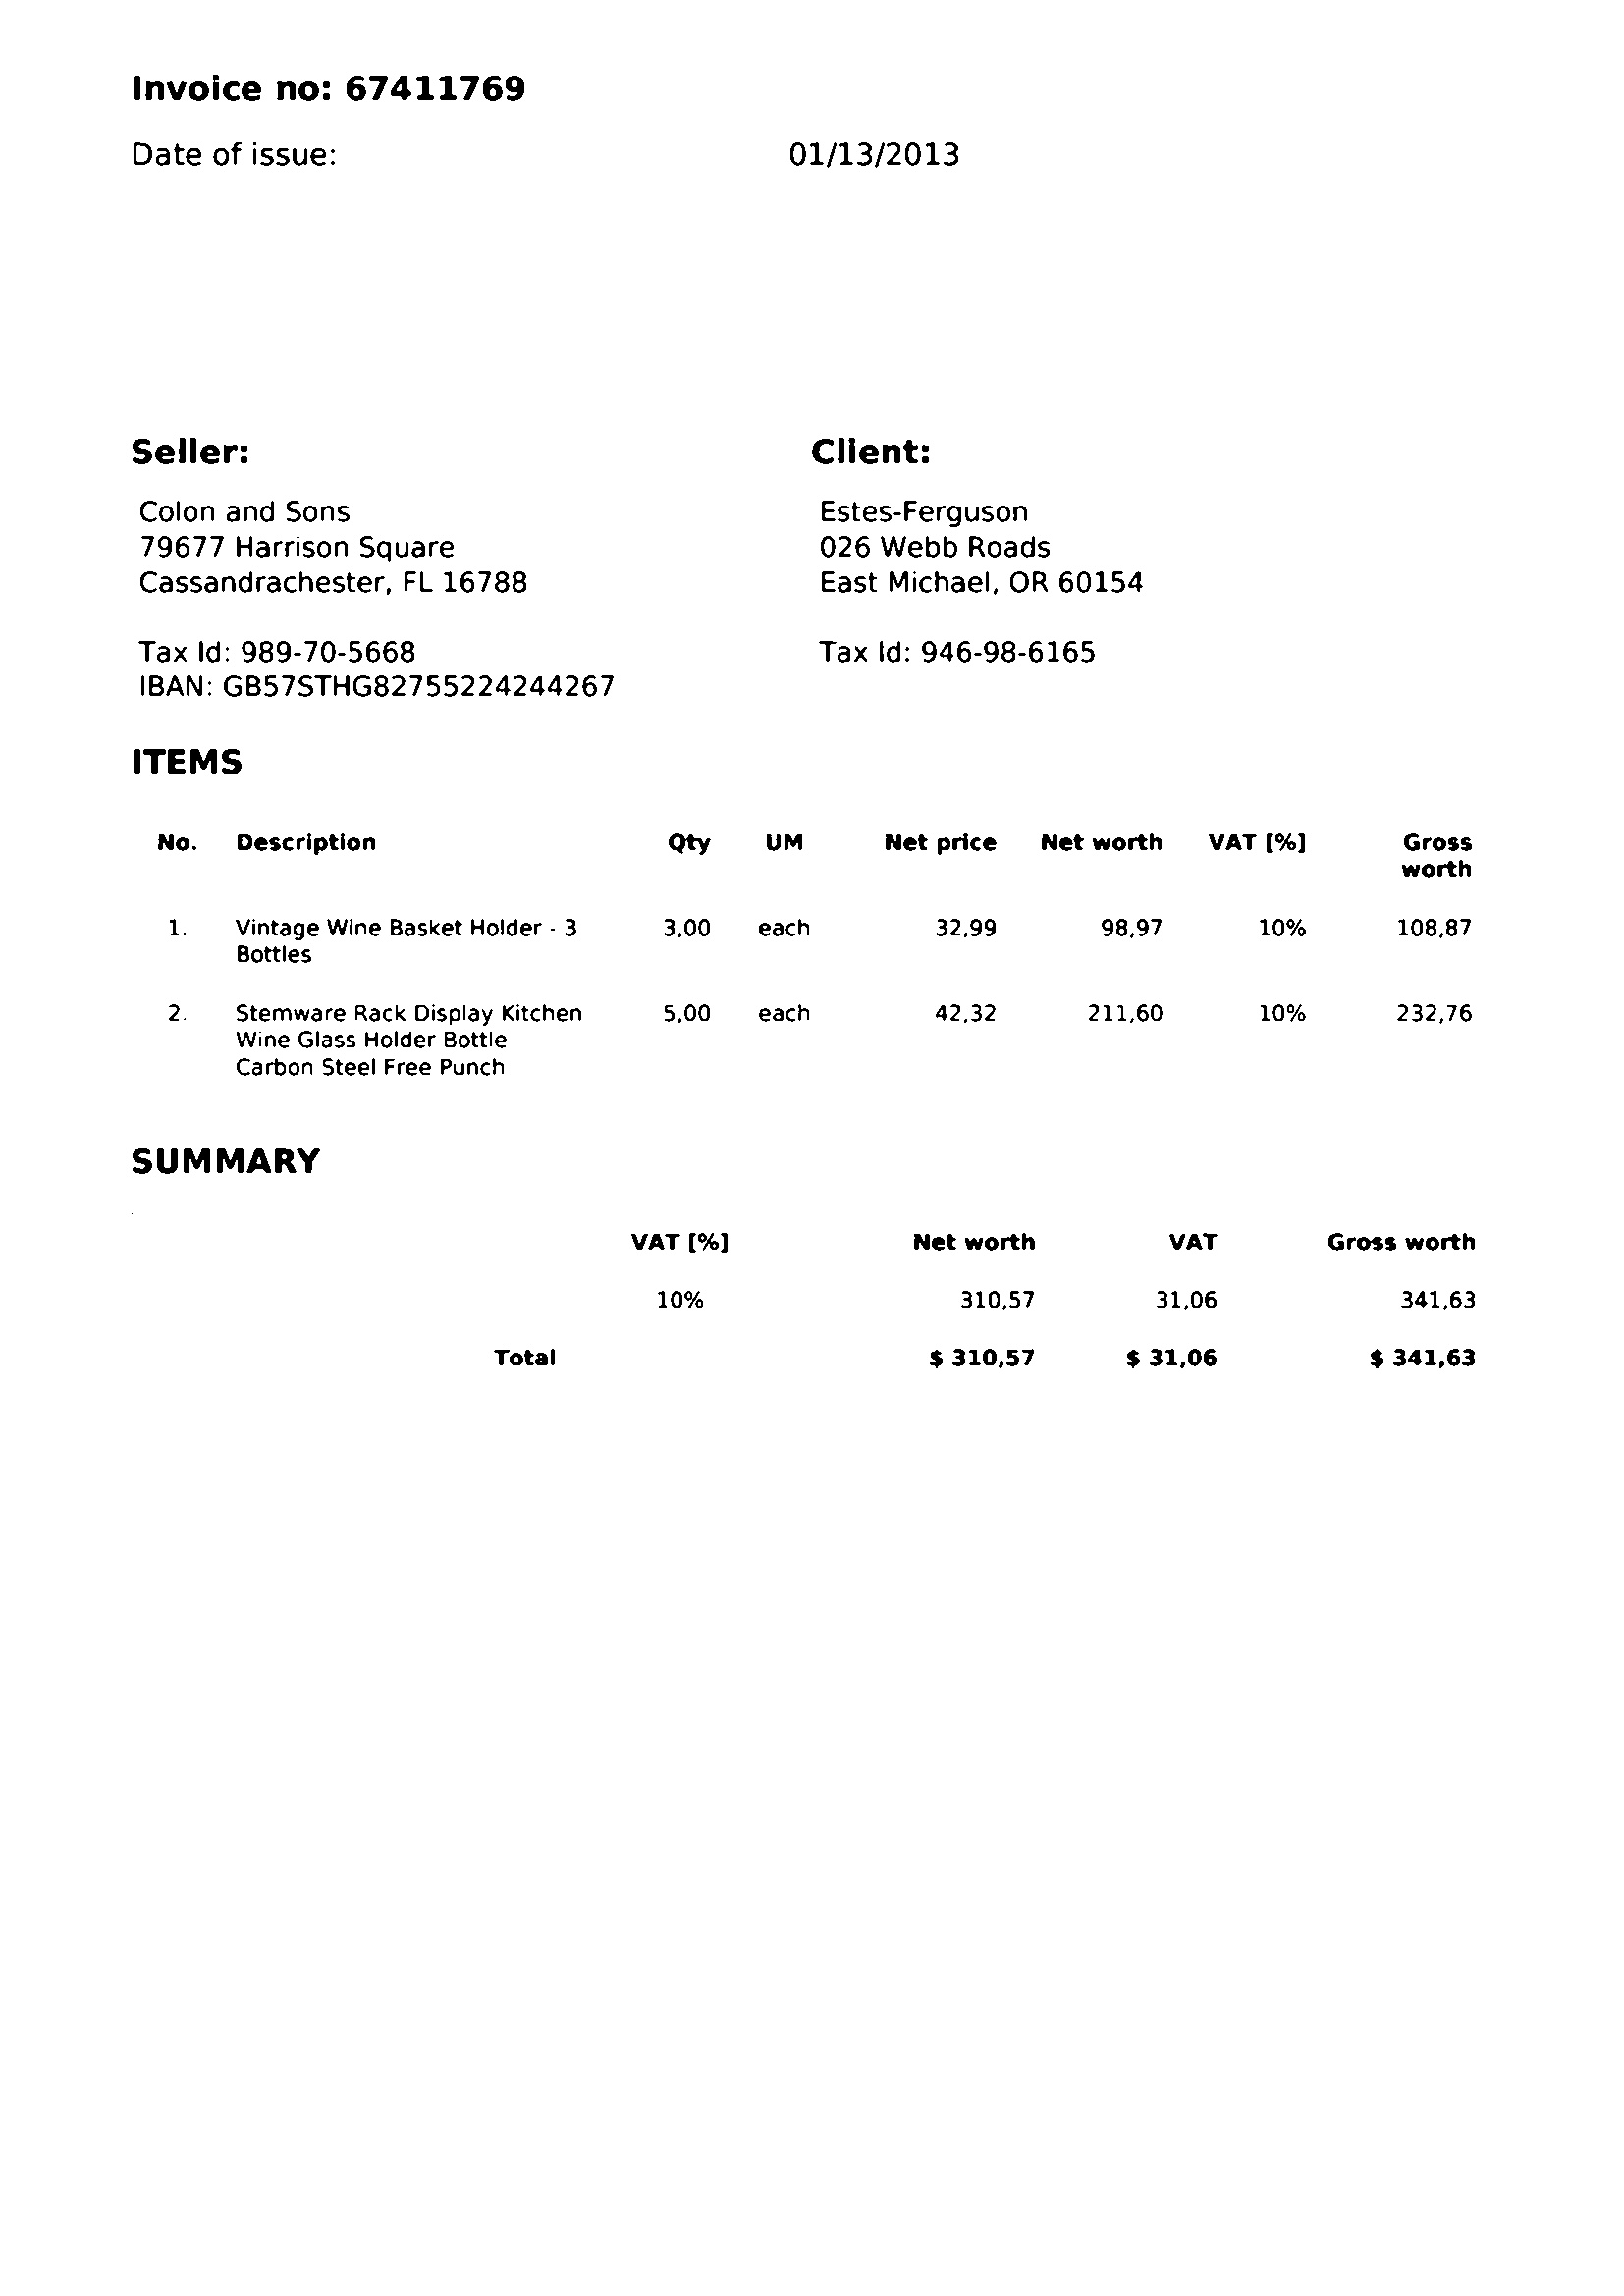 Invoice no: 67411769
Date of issue: 01/13/2013
Seller: Client:
Colon and Sons Estes-Ferguson
79677 Harrison Square 026 Webb Roads
Cassandrachester, FL 16788 East Michael, OR 60154
Tax Id: 989-70-5668 Tax Id: 946-98-6165
IBAN: GB57STHG82755224244267
ITEMS
No. Description Qty UM Net price Net worth VAT [%] Gross
worth
1. Vintage Wine Basket Holder - 3 3,00 each 32,99 98,97 10% 108,87
Bottles
2. Stemware Rack Display Kitchen 5,00 each 42,32 211,60 10% 232,76
Wine Glass Holder Bottle
Carbon Steel Free Punch
SUMMARY
VAT [%] Net worth VAT Gross worth
10% 310,57 31,06 341,63
Total $ 310,57 $ 31,06 $ 341,63